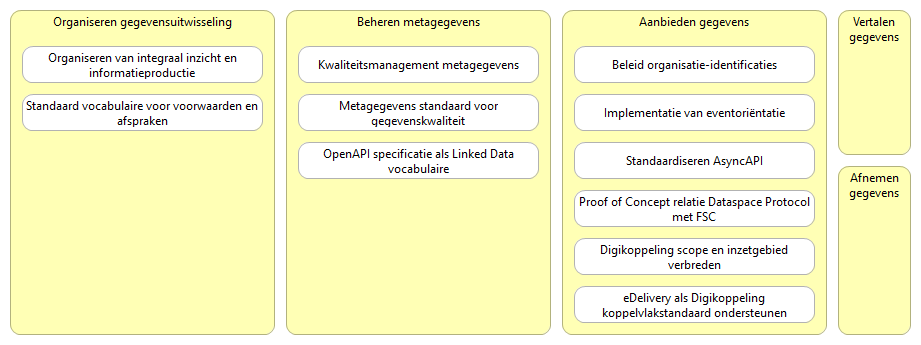 Organiseren gegevensuitwisseling
Organiseren van integraal inzicht en
informatieproductie
Standaard vocabulaire voor voorwaarden en
afspraken
Beheren metagegevens
Kwaliteitsmanagement metagegevens
Metagegevens standaard voor
gegevenskwaliteit
OpenAPI specificatie als Linked Data
vocabulaire
Aanbieden gegevens
Beleid organisatie-identificaties
Implementatie van eventoriëntatie
Standaardiseren AsyncAPI
Proof of Concept relatie Dataspace Protocol
met FSC
Digikoppeling scope en inzetgebied
verbreden
eDelivery als Digikoppeling
koppelvlakstandaard ondersteunen
Vertalen
gegevens
Afnemen
gegevens